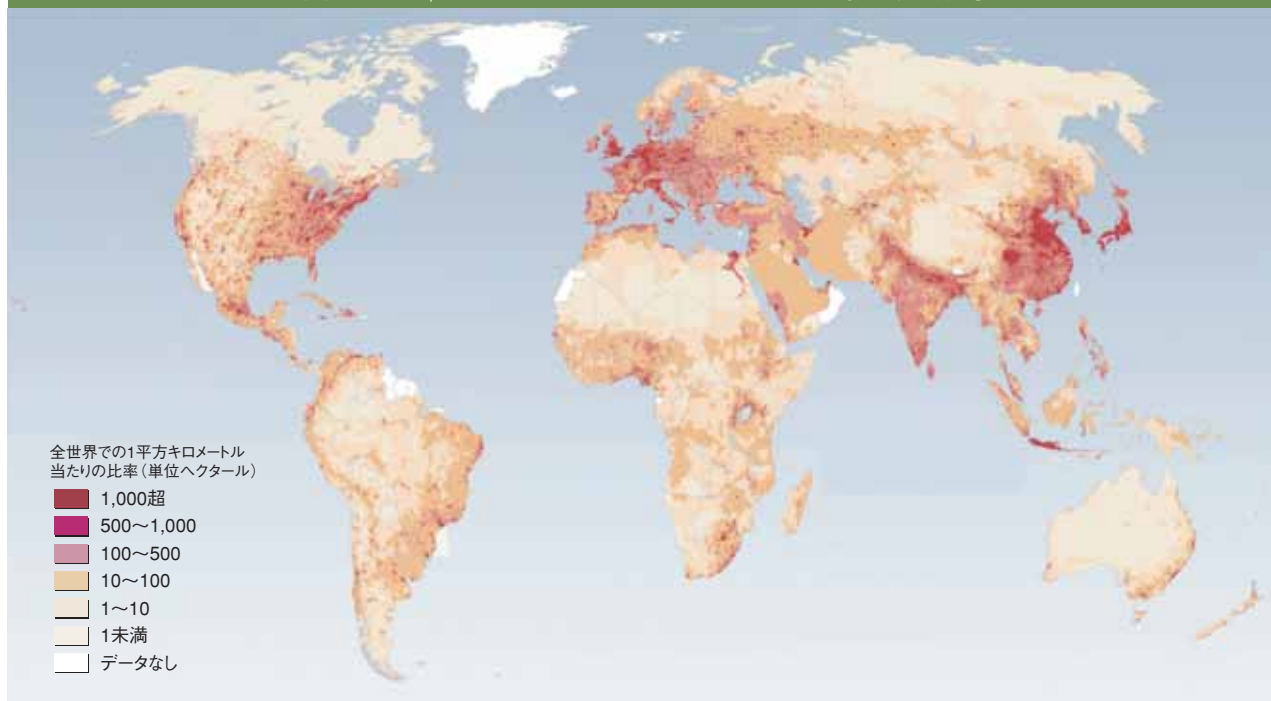 全世界での1平方キロメートル
当たりの比率（単位ヘクタール）
1,000超
500〜1,000
100〜500
10〜100
1〜10
1未満
データなし